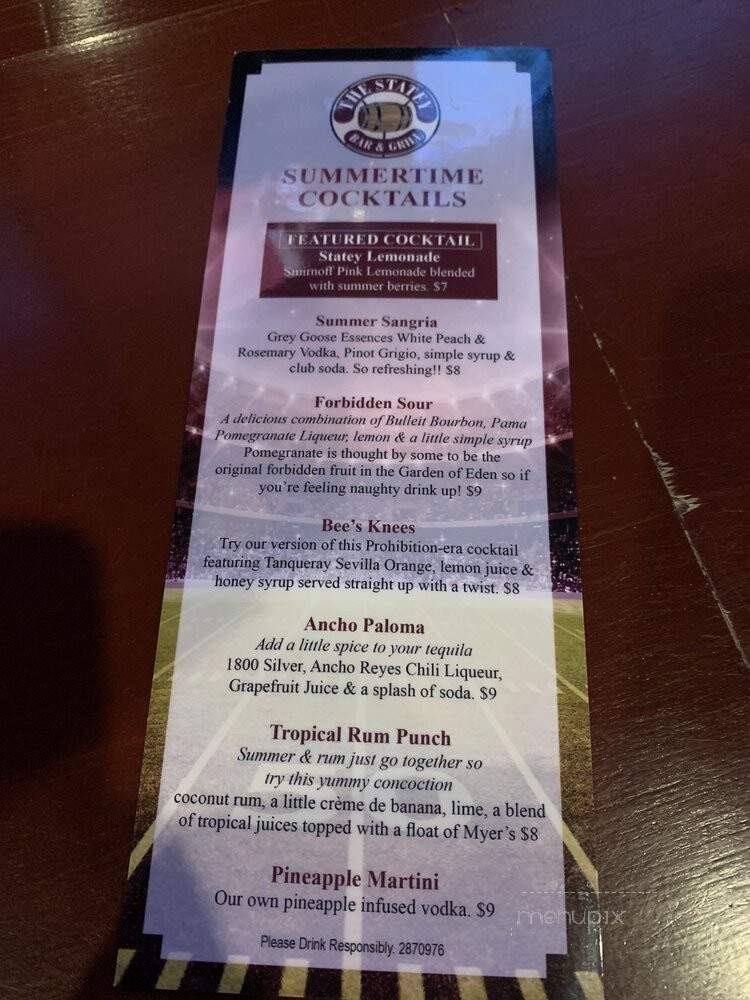 THE STATEY
BAR & GRILL
SUMMERTIME
COCKTAILS
FEATURED COCKTAIL
Statey Lemonade
Smirnoff Pink Lemonade blended
with summer berries. $7
Summer Sangria
Grey Goose Essences White Peach &
Rosemary Vodka, Pinot Grigio, simple syrup &
club soda. So refreshing!! $8
Forbidden Sour
A delicious combination of Bulleit Bourbon, Pama
Pomegranate Liqueur, lemon & a little simple syrup
Pomegranate is thought by some to be the
original forbidden fruit in the Garden of Eden so if
you're feeling naughty drink up! $9
Bee's Knees
Try our version of this Prohibition-era cocktail
featuring Tanqueray Sevilla Orange, lemon juice &
honey syrup served straight up with a twist. $8
Ancho Paloma
Add a little spice to your tequila
1800 Silver, Ancho Reyes Chili Liqueur,
Grapefruit Juice & a splash of soda. $9
Tropical Rum Punch
Summer & rum just go together so
try this yummy concoction
coconut rum, a little crème de banana, lime, a blend
of tropical juices topped with a float of Myer's $8
Pineapple Martini
Our own pineapple infused vodka. $9
Please Drink Responsibly. 2870976
menupix